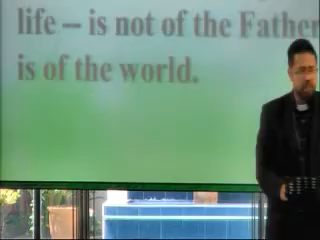 life -- is not of the Father
is of the world.